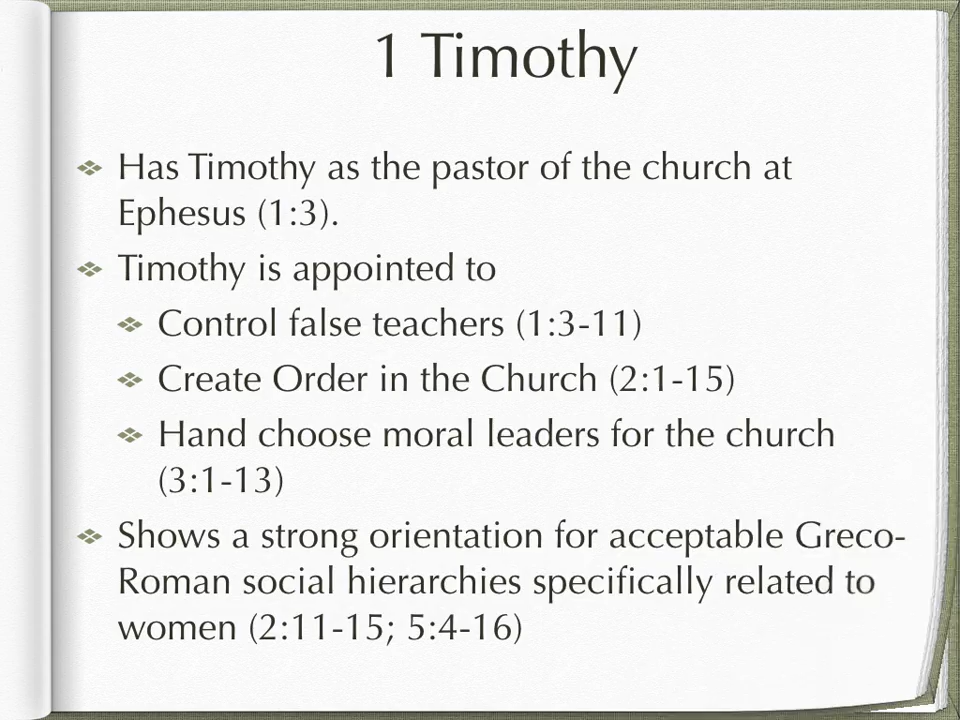 1 Timothy
Has Timothy as the pastor of the church at
Ephesus (1:3).
Timothy is appointed to
Control false teachers (1:3-11)
Create Order in the Church (2:1-15)
Hand choose moral leaders for the church
(3:1-13)
Shows a strong orientation for acceptable Greco-
Roman social hierarchies specifically related to
women (2:11-15; 5:4-16)